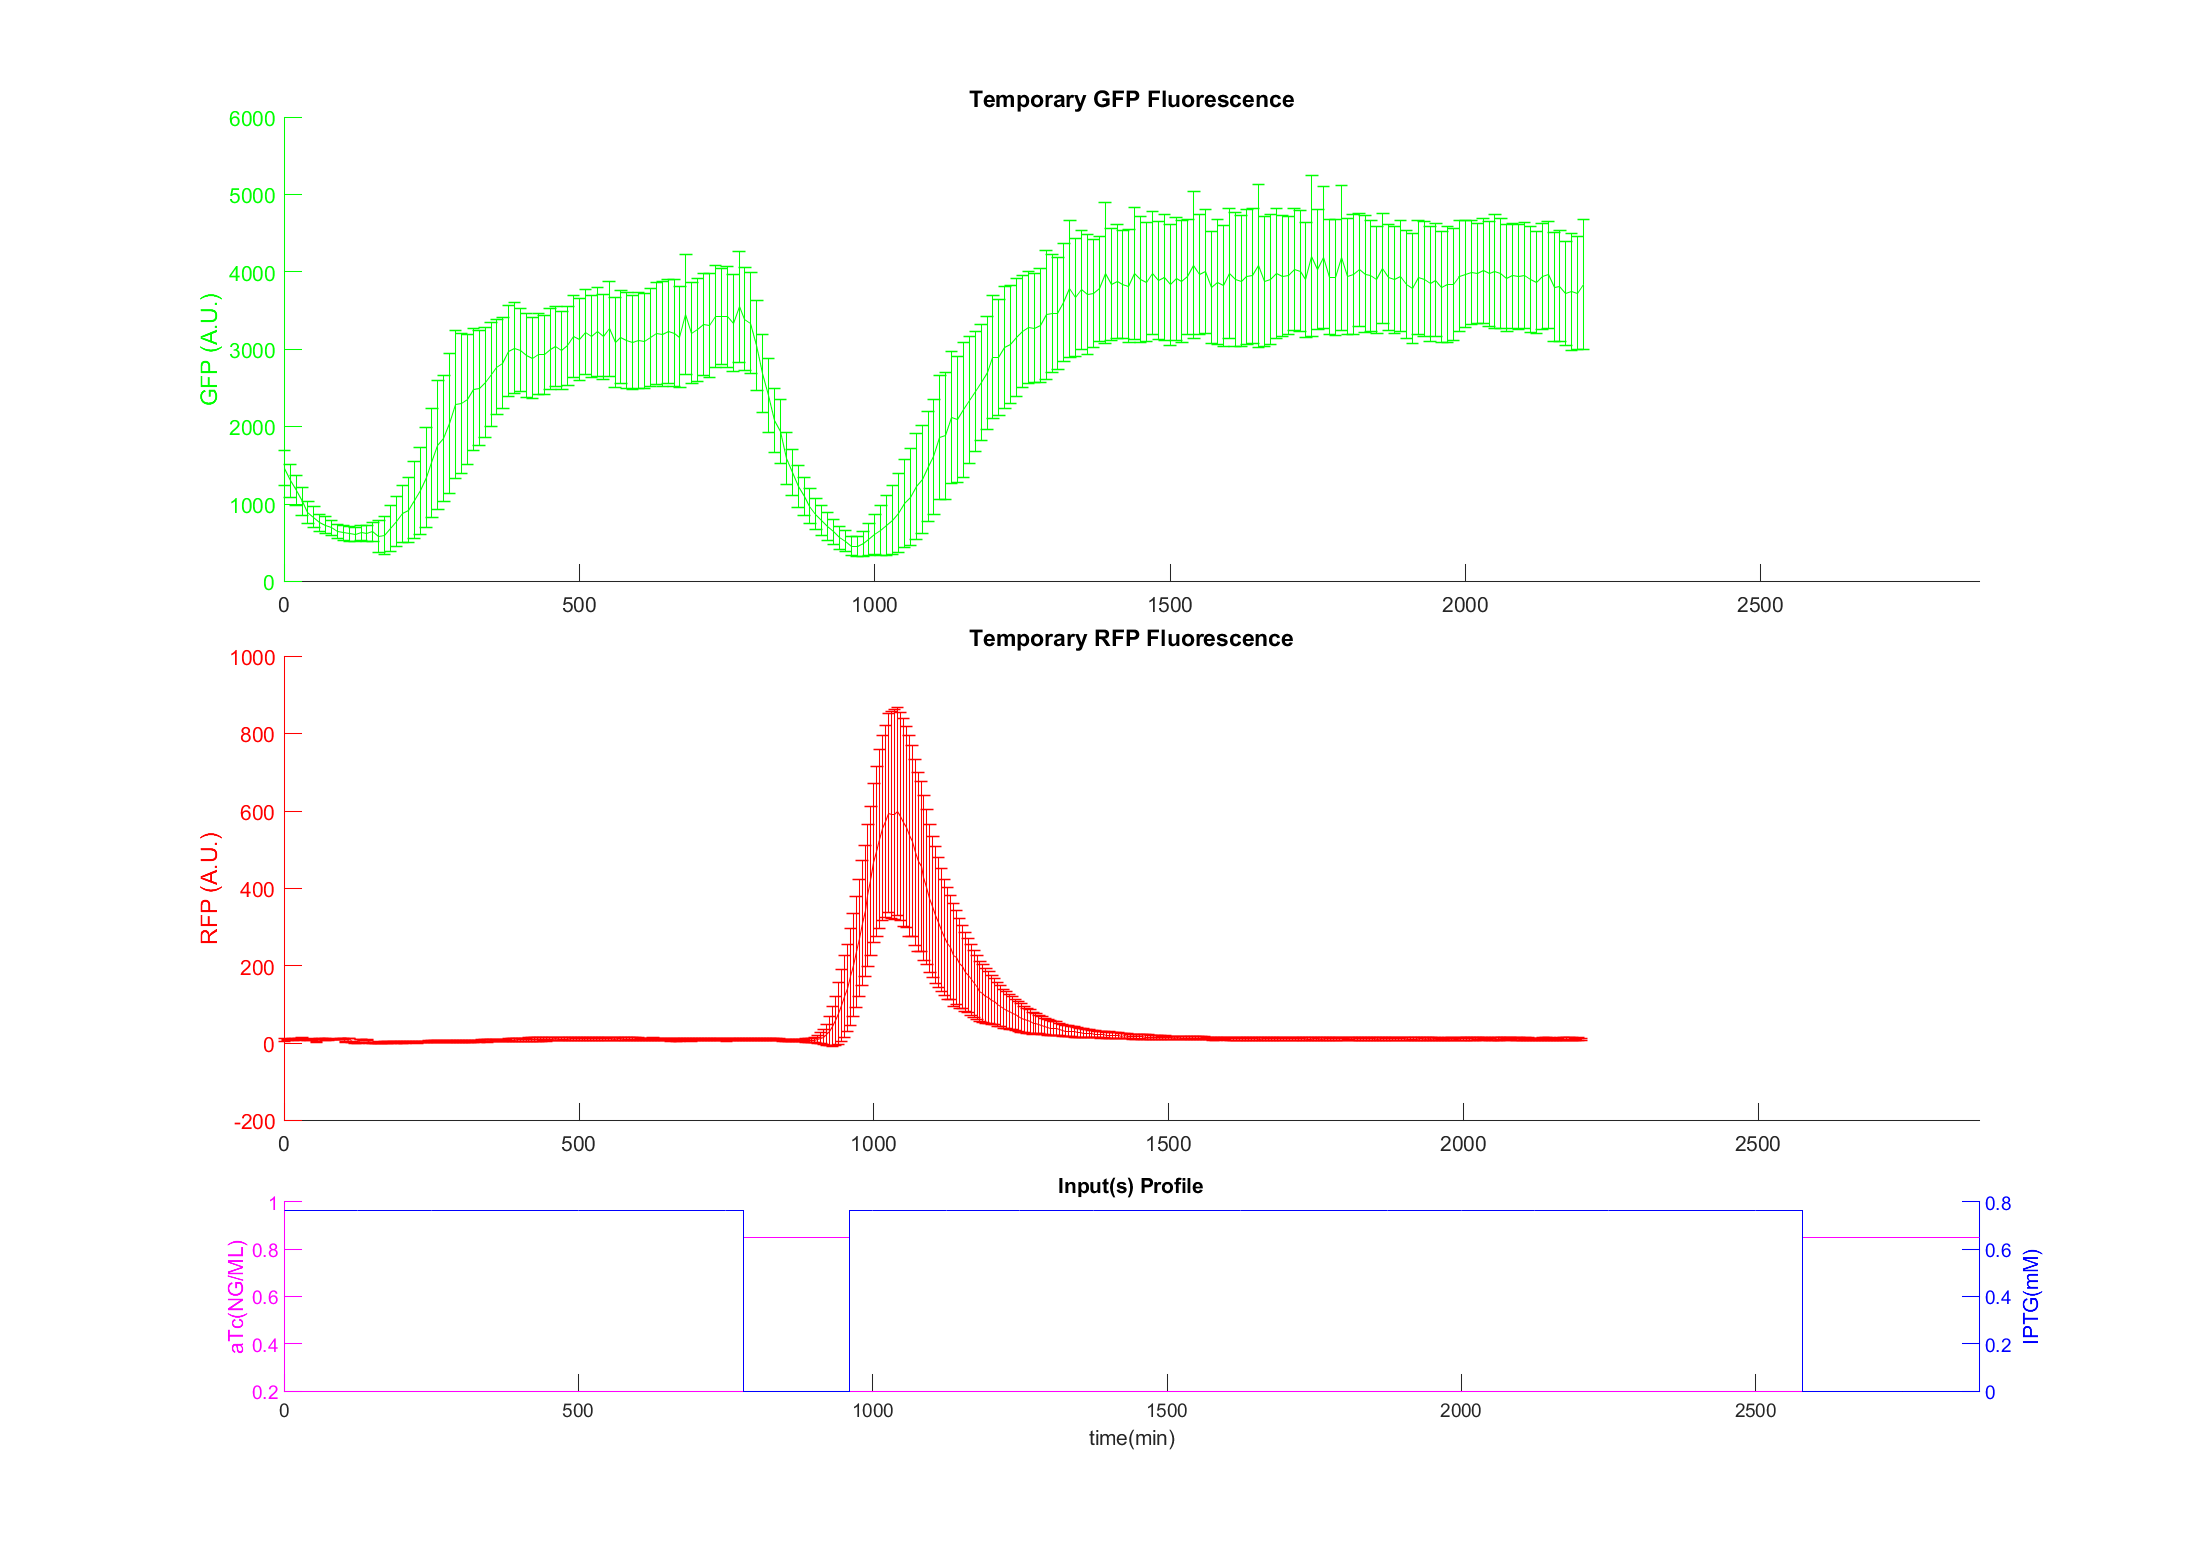 Temporary GFP Fluorescence
6000
5000
4000
3000
2000
1000
0
GFP (A.U.)
0 500 1000 1500 2000 2500
Temporary RFP Fluorescence
1000
800
600
400
200
0
-200
RFP (A.U.)
0 500 1000 1500 2000 2500
Input(s) Profile
1
0.8
0.6
0.4
0.2
aTc(NG/ML)
0.8
0.6
0.4
0.2
0
IPTG(mM)
0 500 1000 1500 2000 2500
time(min)